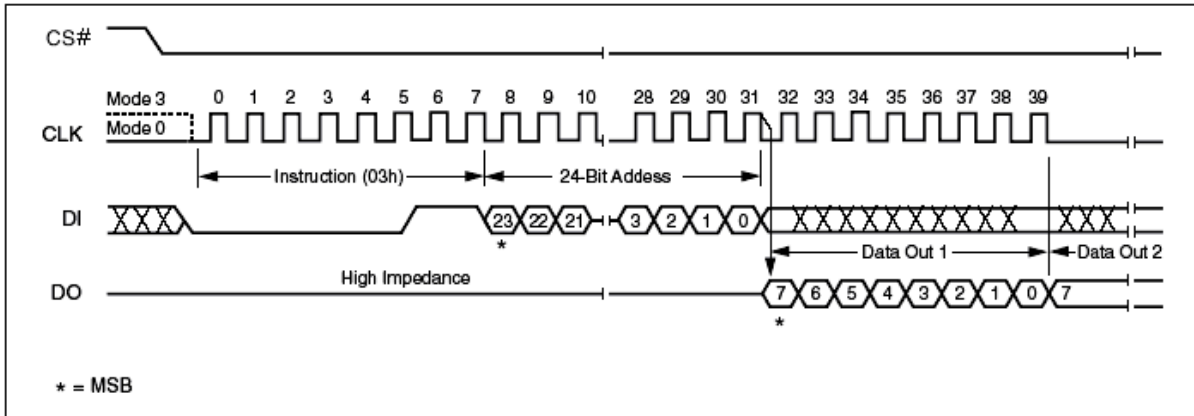 CS#
Mode 3 0 1 2 3 4 5 6 7 8 9 10 28 29 30 31 32 33 34 35 36 37 38 39
CLK Mode 0
Instruction (03h) 24-Bit Addess
DI 23 22 21 3 2 1 0
* Data Out 1 Data Out 2
High Impedance
DO 7 6 5 4 3 2 1 0 7
*
* = MSB